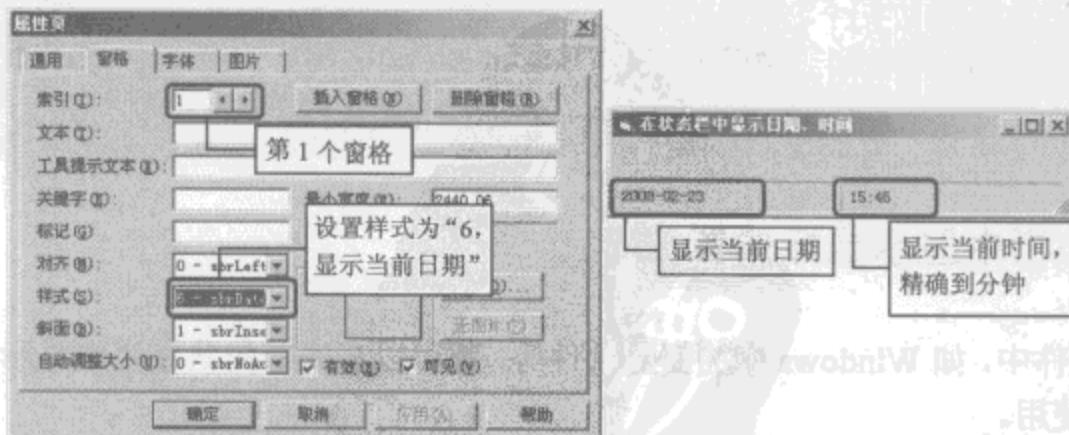 属性页
通用 窗格 字体 图片
索引(I): 1 插入窗格(N) 删除窗格(R)
文本(T):
第 1 个窗格
工具提示文本(X):
关键字(K): 最小宽度(M): 2440.06
标记(G)
设置样式为“6,
显示当前日期”
对齐(B): 0 - sbrLeft
样式(S): 6 - sbrDate
斜面(B): 1 - sbrInse
自动调整大小(U): 0 - sbrNoAu 有效(E) 可见(V)
确定 取消 应用(A) 帮助
在状态栏中显示日期、时间
2008-02-23 15:46
显示当前日期
显示当前时间,
精确到分钟